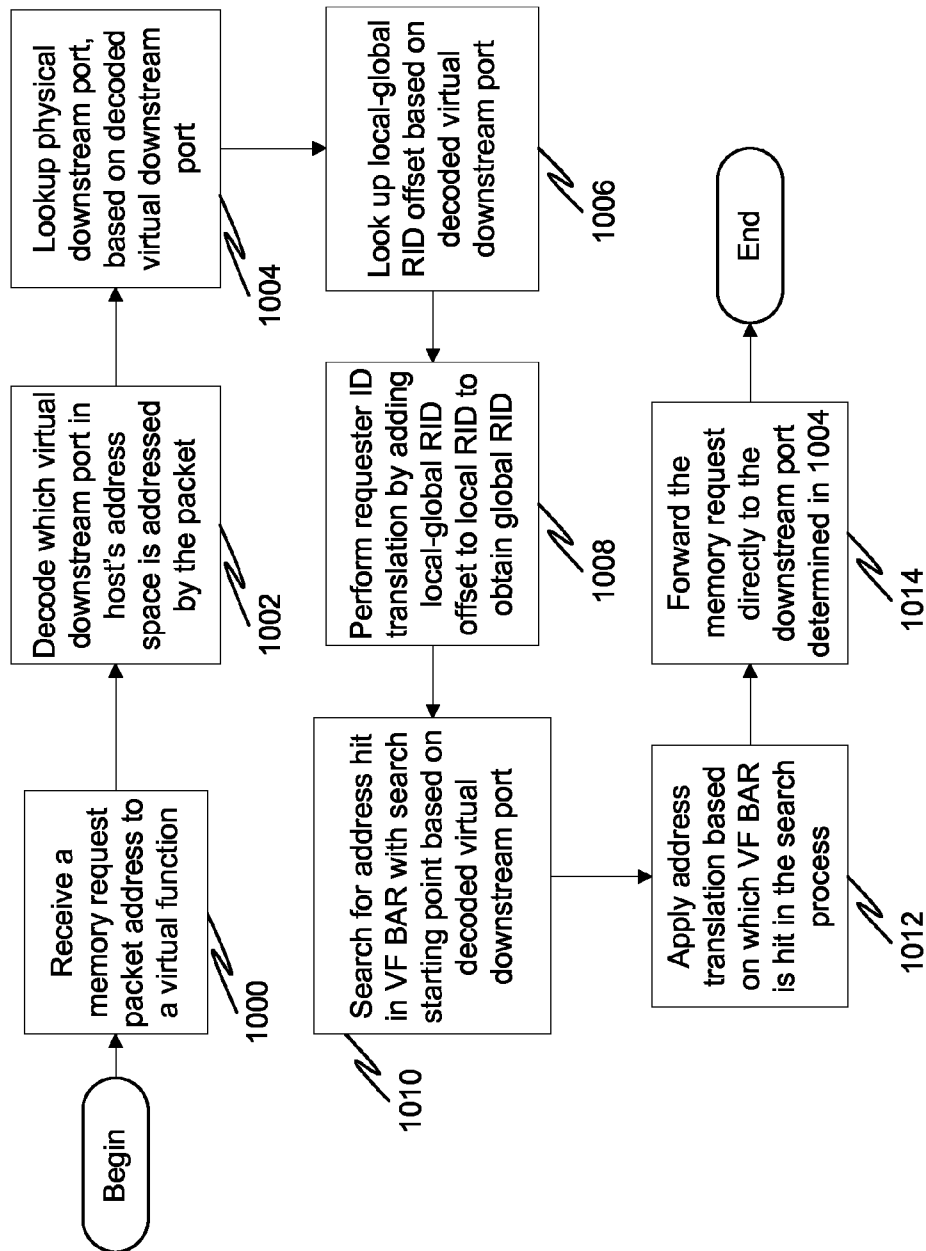 Begin
Receive a
memory request
packet address to
a virtual function
1000
Decode which virtual
downstream port in
host's address
space is addressed
by the packet
1002
Lookup physical
downstream port,
based on decoded
virtual downstream
port
1004
Look up local-global
RID offset based on
decoded virtual
downstream port
1006
Perform requester ID
translation by adding
local-global RID
offset to local RID to
obtain global RID
1008
Search for address hit
in VF BAR with search
starting point based on
decoded virtual
downstream port
1010
Apply address
translation based
on which VF BAR
is hit in the search
process
1012
Forward the
memory request
directly to the
downstream port
determined in 1004
1014
End